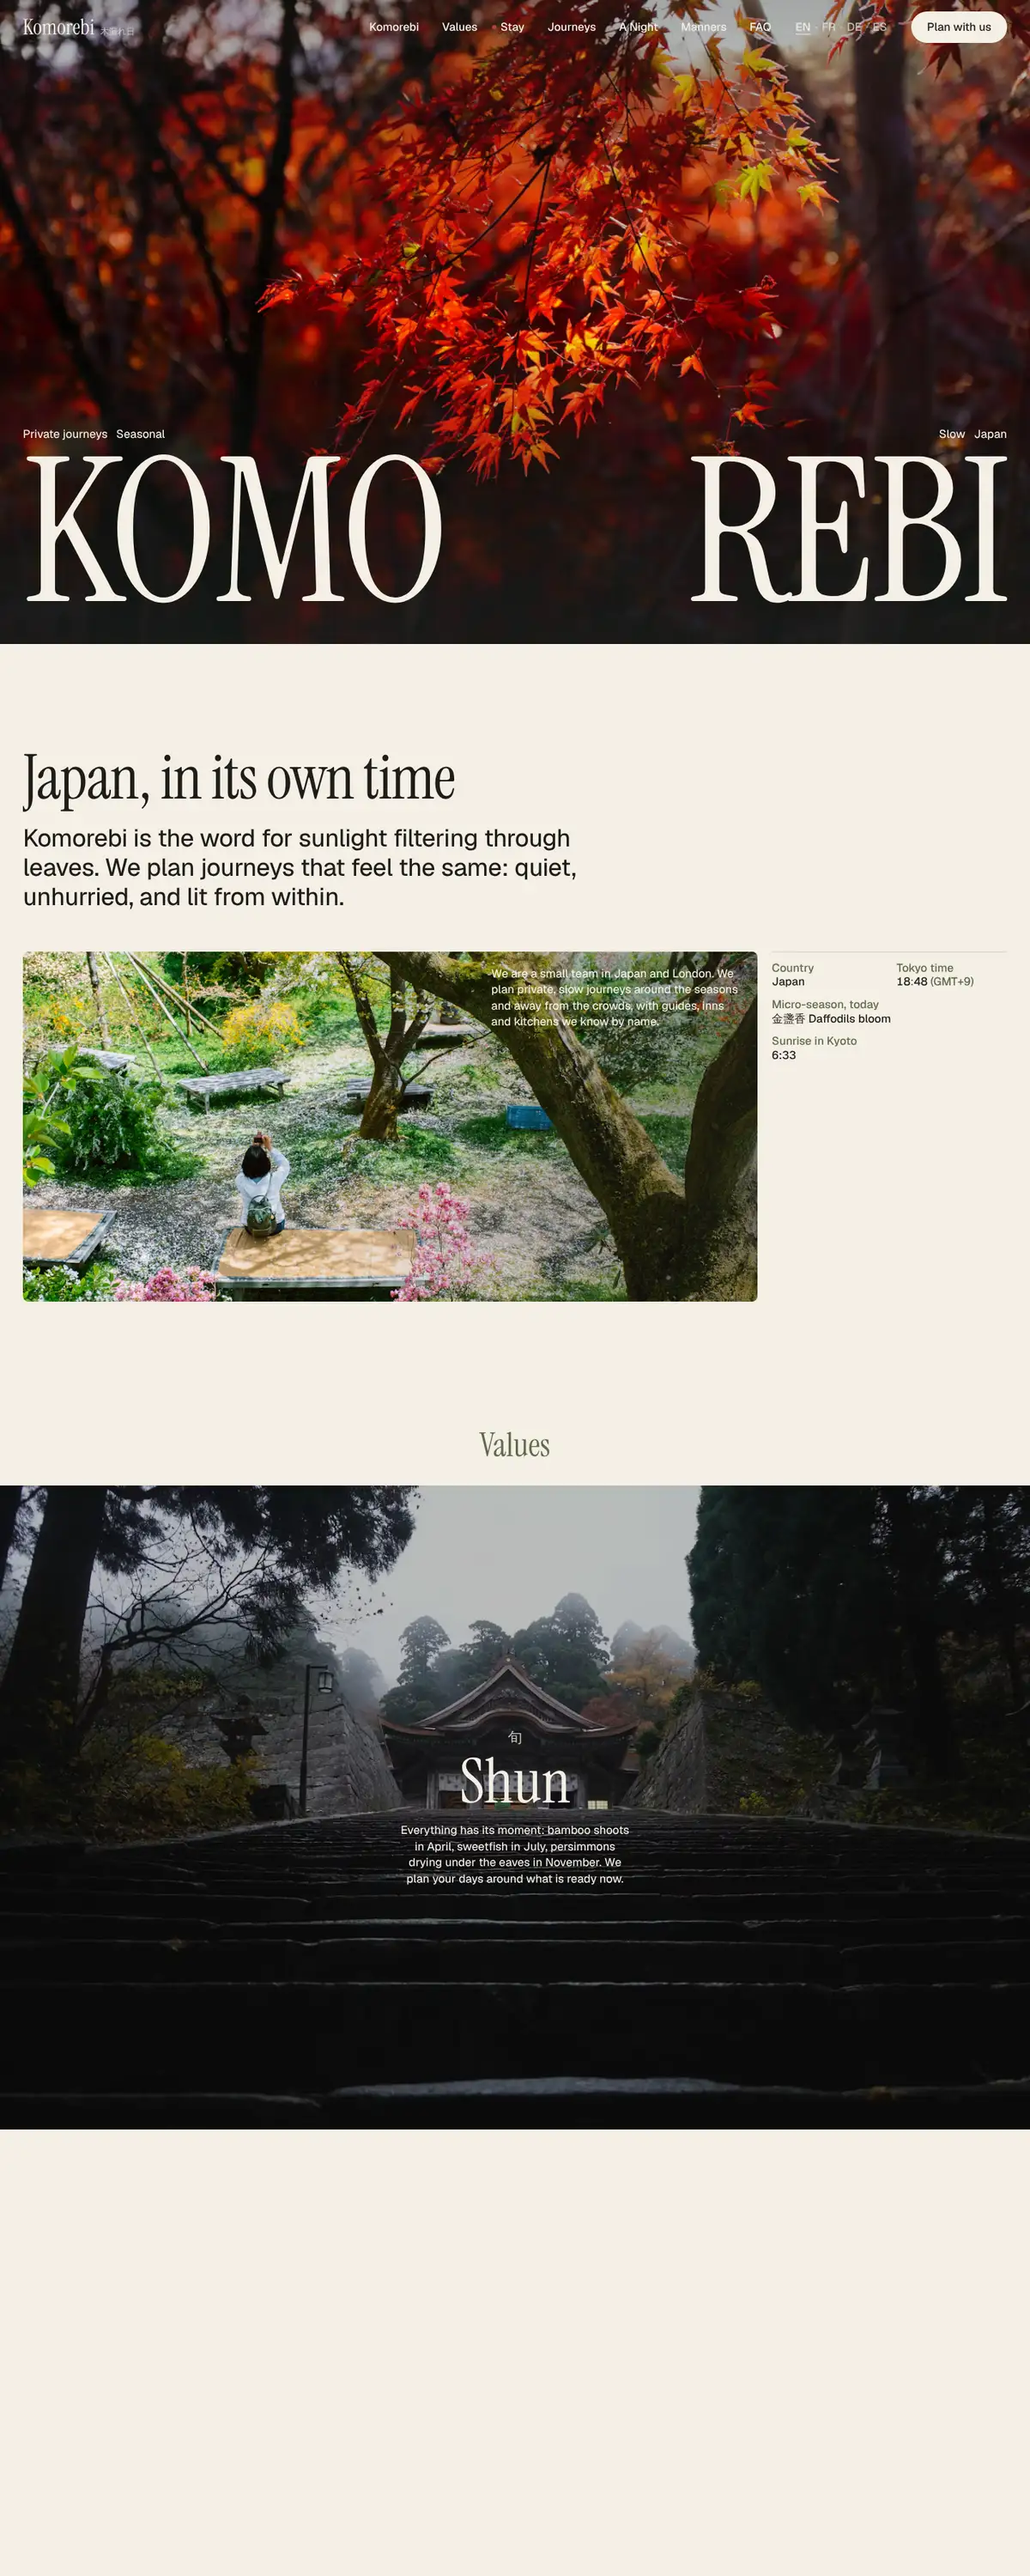 Komorebi 木漏れ日
Komorebi Values Stay Journeys A Night Manners FAQ EN · FR · DE · ES Plan with us
Private journeys Seasonal
Slow Japan
KOMO REBI
Japan, in its own time
Komorebi is the word for sunlight filtering through
leaves. We plan journeys that feel the same: quiet,
unhurried, and lit from within.
We are a small team in Japan and London. We
plan private, slow journeys around the seasons
and away from the crowds, with guides, inns
and kitchens we know by name.
Country
Japan
Tokyo time
18:48 (GMT+9)
Micro-season, today
金盞香 Daffodils bloom
Sunrise in Kyoto
6:33
Values
旬
Shun
Everything has its moment: bamboo shoots
in April, sweetfish in July, persimmons
drying under the eaves in November. We
plan your days around what is ready now.